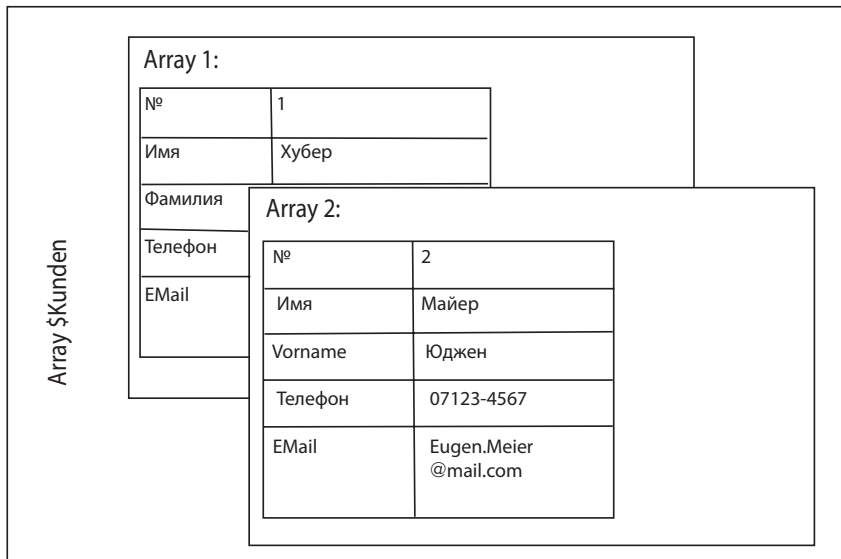 Array $Kunden
Array 1:
№ 1
Имя Хубер
Фамилия
Телефон
EMail
Array 2:
№ 2
Имя Майер
Vorname Юджен
Телефон 07123-4567
EMail Eugen.Meier
@mail.com